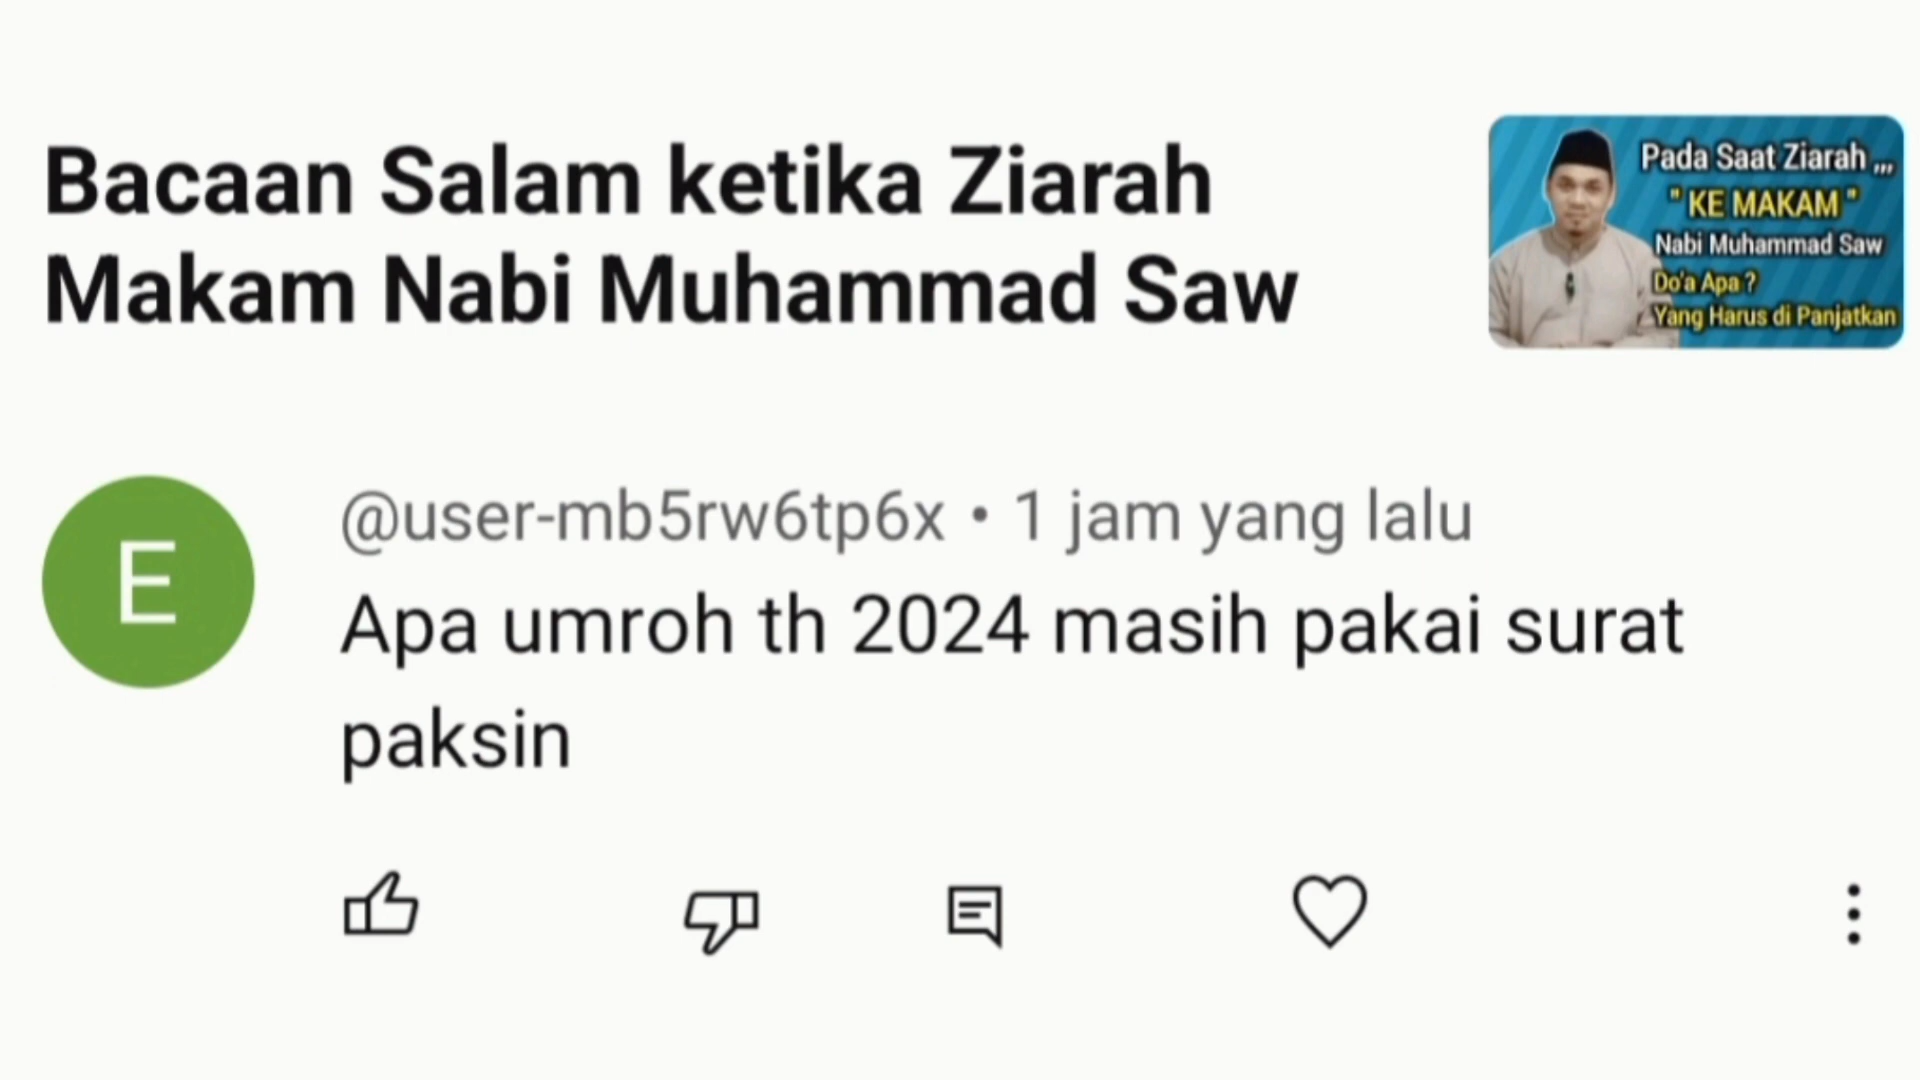 Bacaan Salam ketika Ziarah
Makam Nabi Muhammad Saw
Pada Saat Ziarah ,,,
" KE MAKAM "
Nabi Muhammad Saw
Do'a Apa ?
Yang Harus di Panjatkan
E
@user-mb5rw6tp6x • 1 jam yang lalu
Apa umroh th 2024 masih pakai surat
paksin